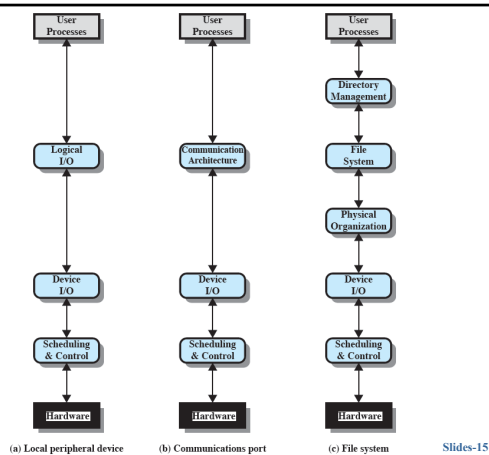 User
Processes
User
Processes
User
Processes
Directory
Management
Logical
I/O
Communication
Architecture
File
System
Physical
Organization
Device
I/O
Device
I/O
Device
I/O
Scheduling
& Control
Scheduling
& Control
Scheduling
& Control
Hardware
Hardware
Hardware
(a) Local peripheral device
(b) Communications port
(c) File system
Slides-15